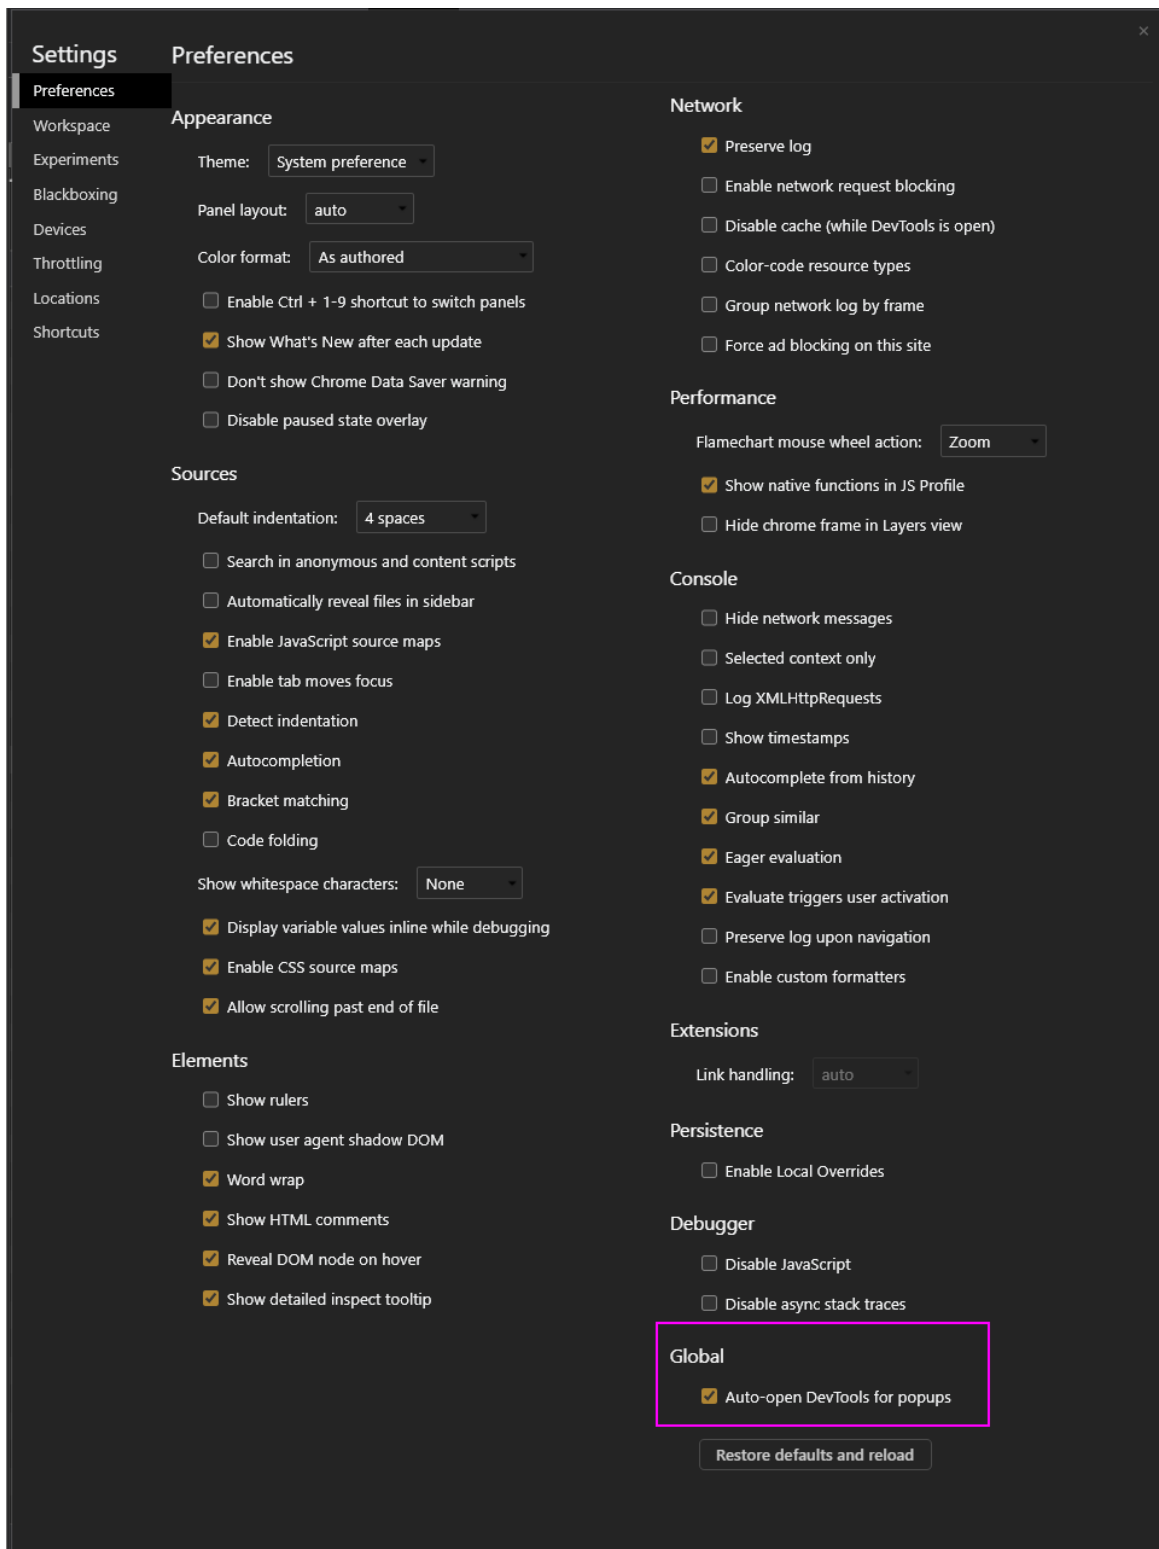 Settings
Preferences
Workspace
Experiments
Blackboxing
Devices
Throttling
Locations
Shortcuts
Preferences
Appearance
Theme: System preference
Panel layout: auto
Color format: As authored
Enable Ctrl + 1-9 shortcut to switch panels
Show What's New after each update
Don't show Chrome Data Saver warning
Disable paused state overlay
Sources
Default indentation: 4 spaces
Search in anonymous and content scripts
Automatically reveal files in sidebar
Enable JavaScript source maps
Enable tab moves focus
Detect indentation
Autocompletion
Bracket matching
Code folding
Show whitespace characters: None
Display variable values inline while debugging
Enable CSS source maps
Allow scrolling past end of file
Elements
Show rulers
Show user agent shadow DOM
Word wrap
Show HTML comments
Reveal DOM node on hover
Show detailed inspect tooltip
Network
Preserve log
Enable network request blocking
Disable cache (while DevTools is open)
Color-code resource types
Group network log by frame
Force ad blocking on this site
Performance
Flamechart mouse wheel action: Zoom
Show native functions in JS Profile
Hide chrome frame in Layers view
Console
Hide network messages
Selected context only
Log XMLHttpRequests
Show timestamps
Autocomplete from history
Group similar
Eager evaluation
Evaluate triggers user activation
Preserve log upon navigation
Enable custom formatters
Extensions
Link handling: auto
Persistence
Enable Local Overrides
Debugger
Disable JavaScript
Disable async stack traces
Global
Auto-open DevTools for popups
Restore defaults and reload